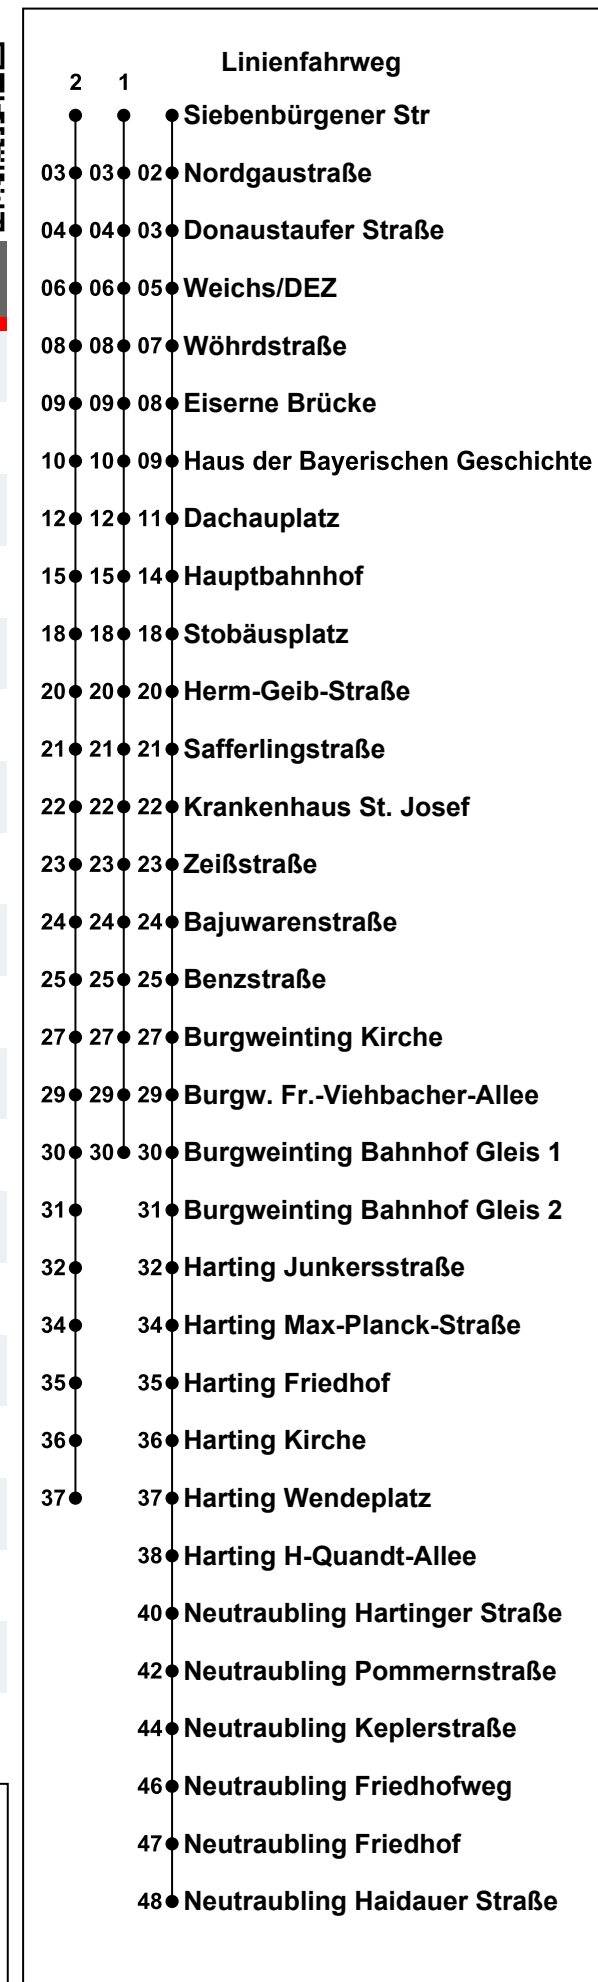 Linienfahrweg
2 1
Siebenbürgener Str
03 03 02 Nordgaustraße
04 04 03 Donaustaufer Straße
06 06 05 Weichs/DEZ
08 08 07 Wöhrdstraße
09 09 08 Eiserne Brücke
10 10 09 Haus der Bayerischen Geschichte
12 12 11 Dachauplatz
15 15 14 Hauptbahnhof
18 18 18 Stobäusplatz
20 20 20 Herm-Geib-Straße
21 21 21 Safferlingstraße
22 22 22 Krankenhaus St. Josef
23 23 23 Zeißstraße
24 24 24 Bajuwarenstraße
25 25 25 Benzstraße
27 27 27 Burgweinting Kirche
29 29 29 Burgw. Fr.-Viehbacher-Allee
30 30 30 Burgweinting Bahnhof Gleis 1
31 31 Burgweinting Bahnhof Gleis 2
32 32 Harting Junkersstraße
34 34 Harting Max-Planck-Straße
35 35 Harting Friedhof
36 36 Harting Kirche
37 37 Harting Wendeplatz
38 Harting H-Quandt-Allee
40 Neutraubling Hartinger Straße
42 Neutraubling Pommernstraße
44 Neutraubling Keplerstraße
46 Neutraubling Friedhofweg
47 Neutraubling Friedhof
48 Neutraubling Haidauer Straße